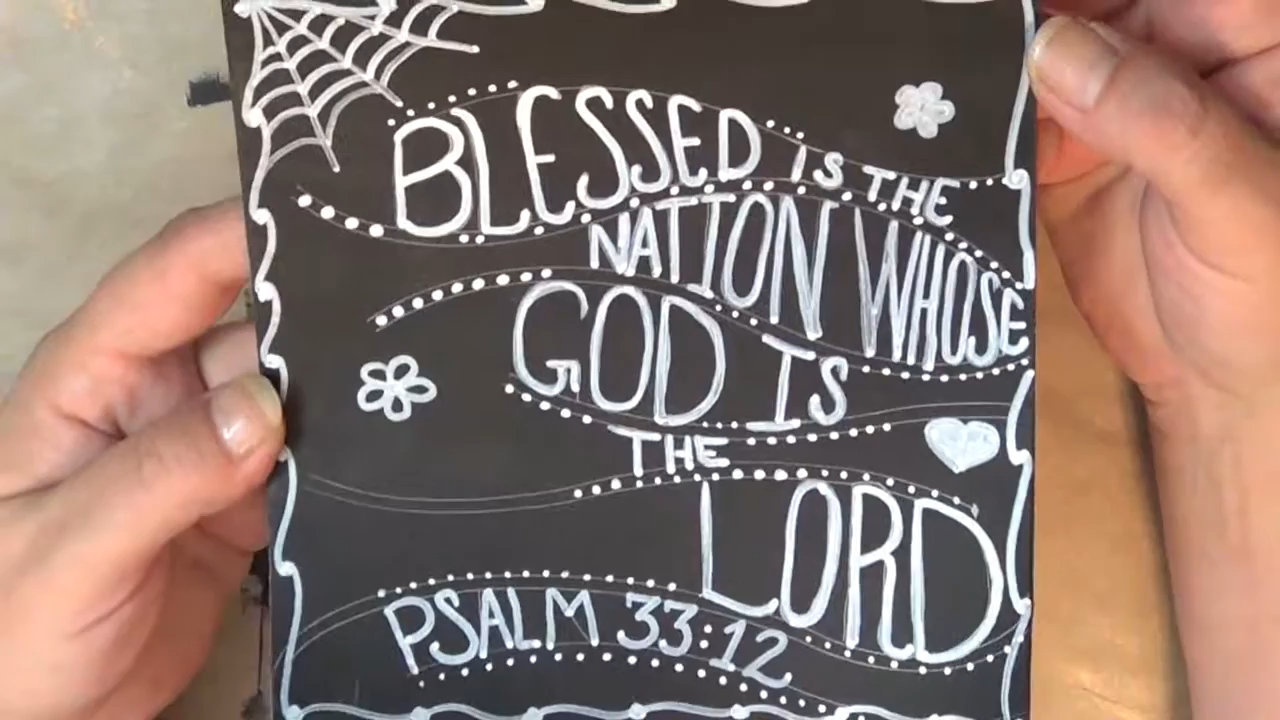 BLESSED IS THE
NATION WHOSE
GOD IS
THE
LORD
PSALM 33:12